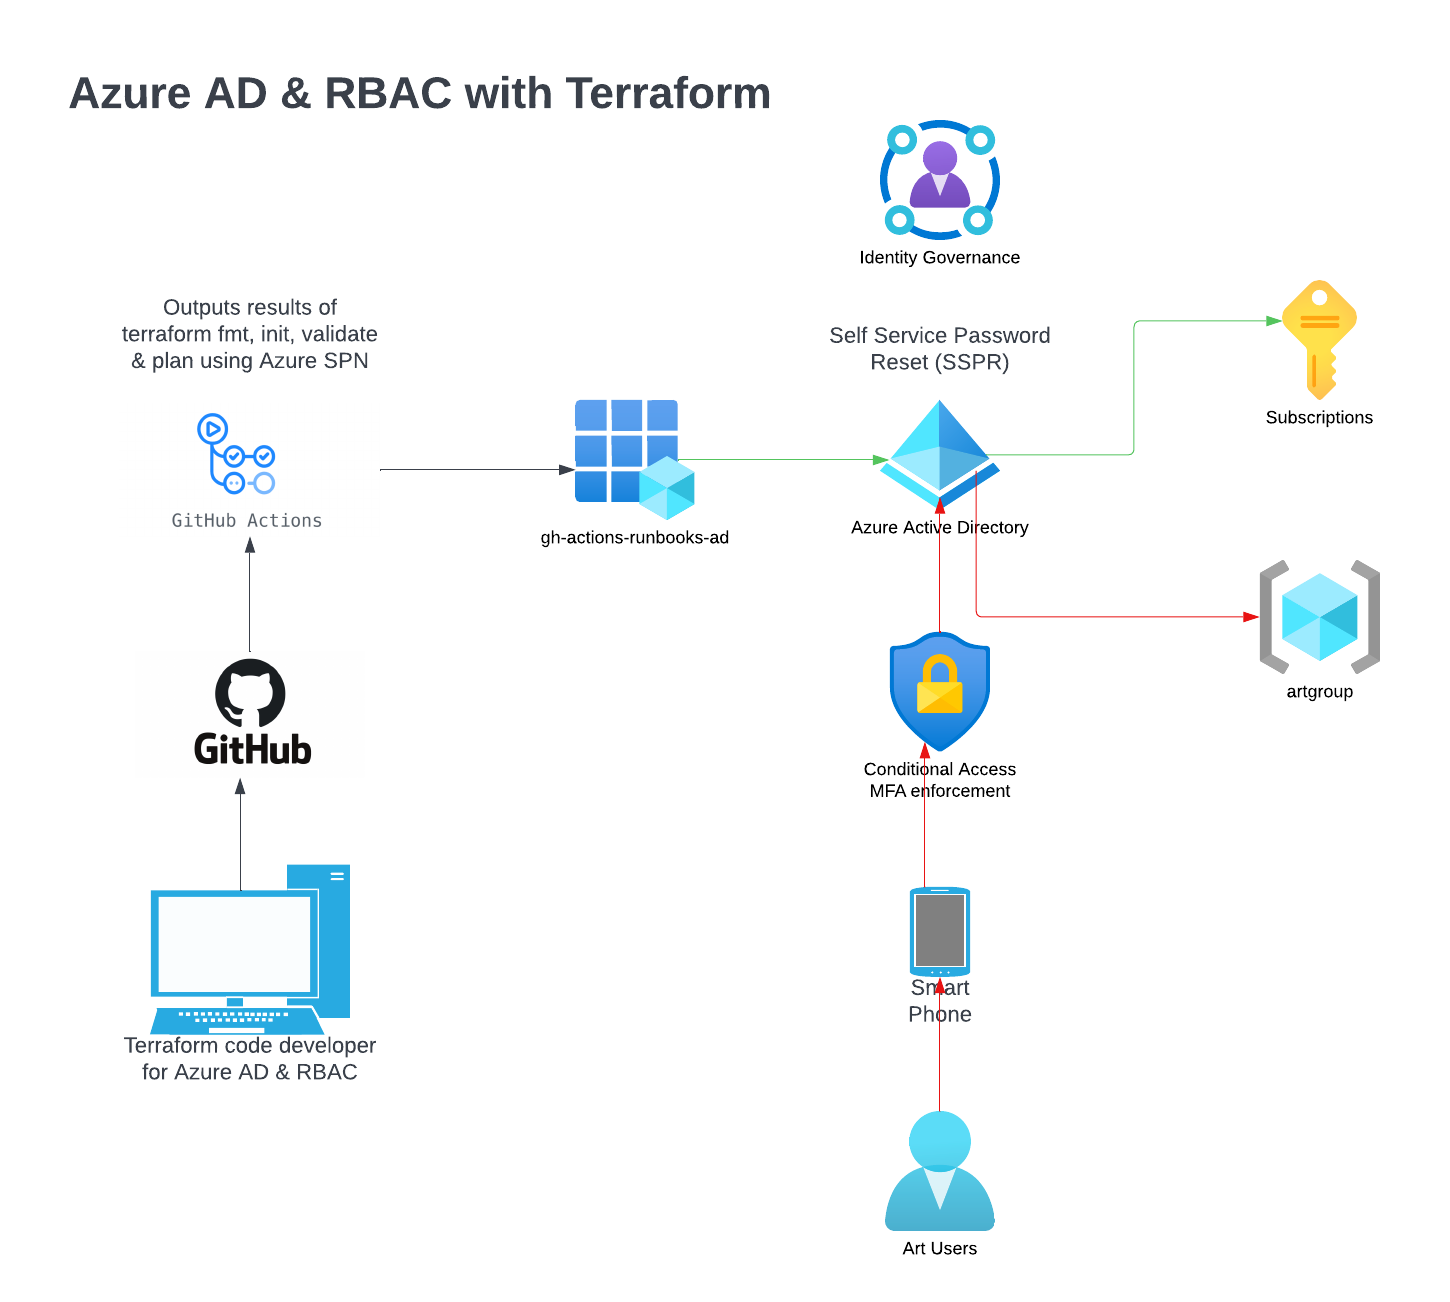 Azure AD & RBAC with Terraform
Identity Governance
Outputs results of
terraform fmt, init, validate
& plan using Azure SPN
Self Service Password
Reset (SSPR)
Subscriptions
GitHub Actions
gh-actions-runbooks-ad
Azure Active Directory
artgroup
GitHub
Conditional Access
MFA enforcement
Smart
Phone
Terraform code developer
for Azure AD & RBAC
Art Users